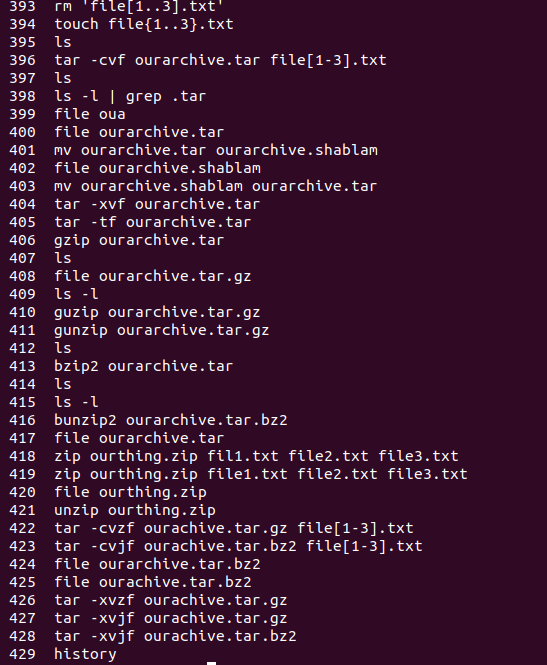 393 rm 'file[1..3].txt'
394 touch file{1..3}.txt
395 ls
396 tar -cvf ourarchive.tar file[1-3].txt
397 ls
398 ls -l | grep .tar
399 file oua
400 file ourarchive.tar
401 mv ourarchive.tar ourarchive.shablam
402 file ourarchive.shablam
403 mv ourarchive.shablam ourarchive.tar
404 tar -xvf ourarchive.tar
405 tar -tf ourarchive.tar
406 gzip ourarchive.tar
407 ls
408 file ourarchive.tar.gz
409 ls -l
410 guzip ourarchive.tar.gz
411 gunzip ourarchive.tar.gz
412 ls
413 bzip2 ourarchive.tar
414 ls
415 ls -l
416 bunzip2 ourarchive.tar.bz2
417 file ourarchive.tar
418 zip ourthing.zip fil1.txt file2.txt file3.txt
419 zip ourthing.zip file1.txt file2.txt file3.txt
420 file ourthing.zip
421 unzip ourthing.zip
422 tar -cvzf ourachive.tar.gz file[1-3].txt
423 tar -cvjf ourachive.tar.bz2 file[1-3].txt
424 file ourarchive.tar.bz2
425 file ourachive.tar.bz2
426 tar -xvzf ourachive.tar.gz
427 tar -xvjf ourachive.tar.gz
428 tar -xvjf ourachive.tar.bz2
429 history